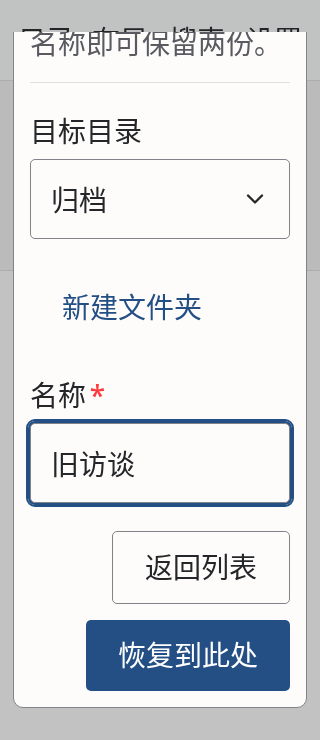 名称即可保留两份。
目标目录
归档
新建文件夹
名称*
旧访谈
返回列表
恢复到此处